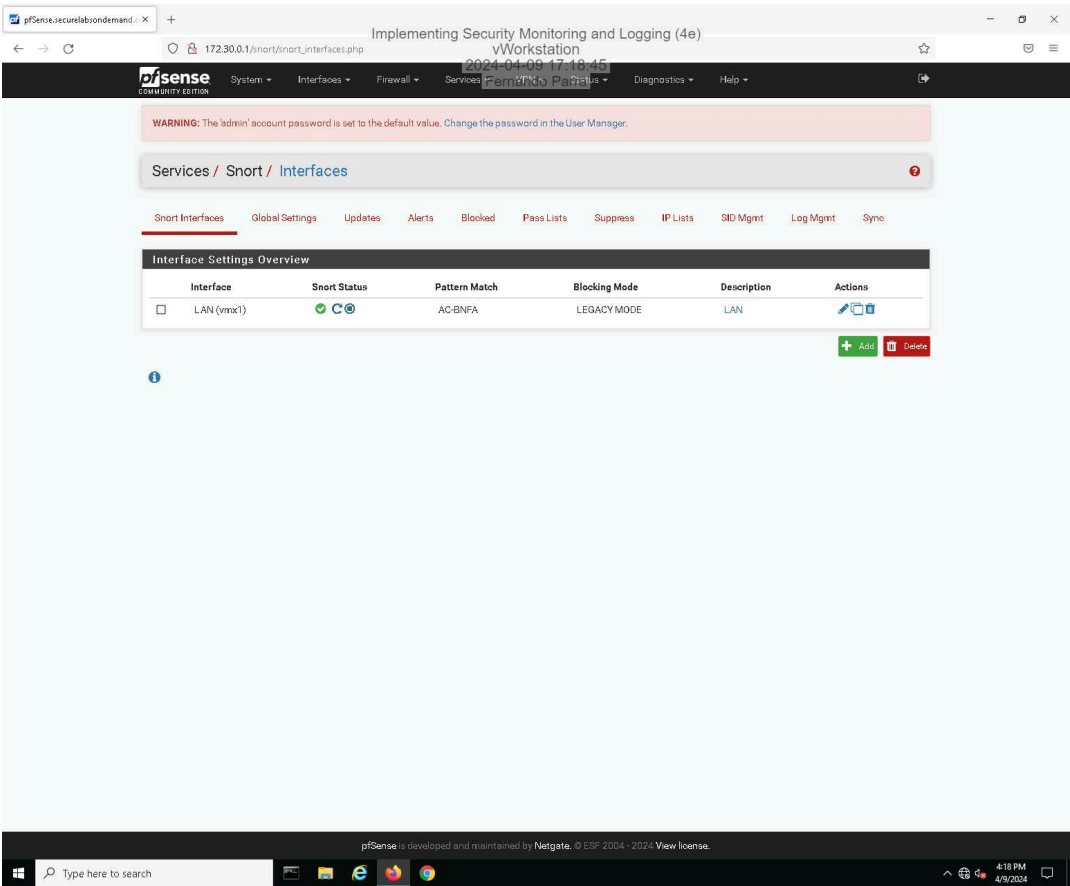 pfSense.securelabsondemand.c
172.30.0.1/snort/snort_interfaces.php
Implementing Security Monitoring and Logging (4e)
vWorkstation
2024-04-09 17:18:45
Fernando Parra
pfsense
COMMUNITY EDITION
System Interfaces Firewall Services VPN Status Diagnostics Help
WARNING: The 'admin' account password is set to the default value. Change the password in the User Manager.
Services / Snort / Interfaces
Snort Interfaces Global Settings Updates Alerts Blocked Pass Lists Suppress IP Lists SID Mgmt Log Mgmt Sync
Interface Settings Overview
Interface Snort Status Pattern Match Blocking Mode Description Actions
LAN (vmx1) AC-BNFA LEGACY MODE LAN
Add Delete
pfSense is developed and maintained by Netgate. © ESF 2004 - 2024 View license.
Type here to search
4:18 PM
4/9/2024